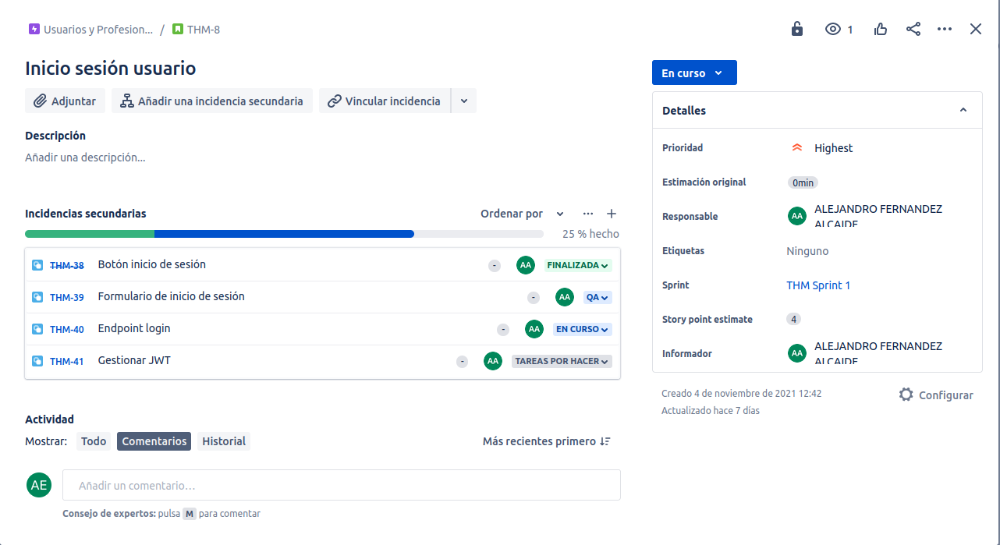 Usuarios y Profesion... / THM-8
1
Inicio sesión usuario
Adjuntar
Añadir una incidencia secundaria
Vincular incidencia
Descripción
Añadir una descripción...
Incidencias secundarias
Ordenar por
25 % hecho
THM-38 Botón inicio de sesión - AA FINALIZADA
THM-39 Formulario de inicio de sesión - AA QA
THM-40 Endpoint login - AA EN CURSO
THM-41 Gestionar JWT - AA TAREAS POR HACER
Actividad
Mostrar: Todo Comentarios Historial
Más recientes primero
AE Añadir un comentario...
Consejo de expertos: pulsa M para comentar
En curso
Detalles
Prioridad Highest
Estimación original 0min
Responsable AA ALEJANDRO FERNANDEZ
ALCAIDE
Etiquetas Ninguno
Sprint THM Sprint 1
Story point estimate 4
Informador AA ALEJANDRO FERNANDEZ
ALCAIDE
Creado 4 de noviembre de 2021 12:42
Actualizado hace 7 días
Configurar